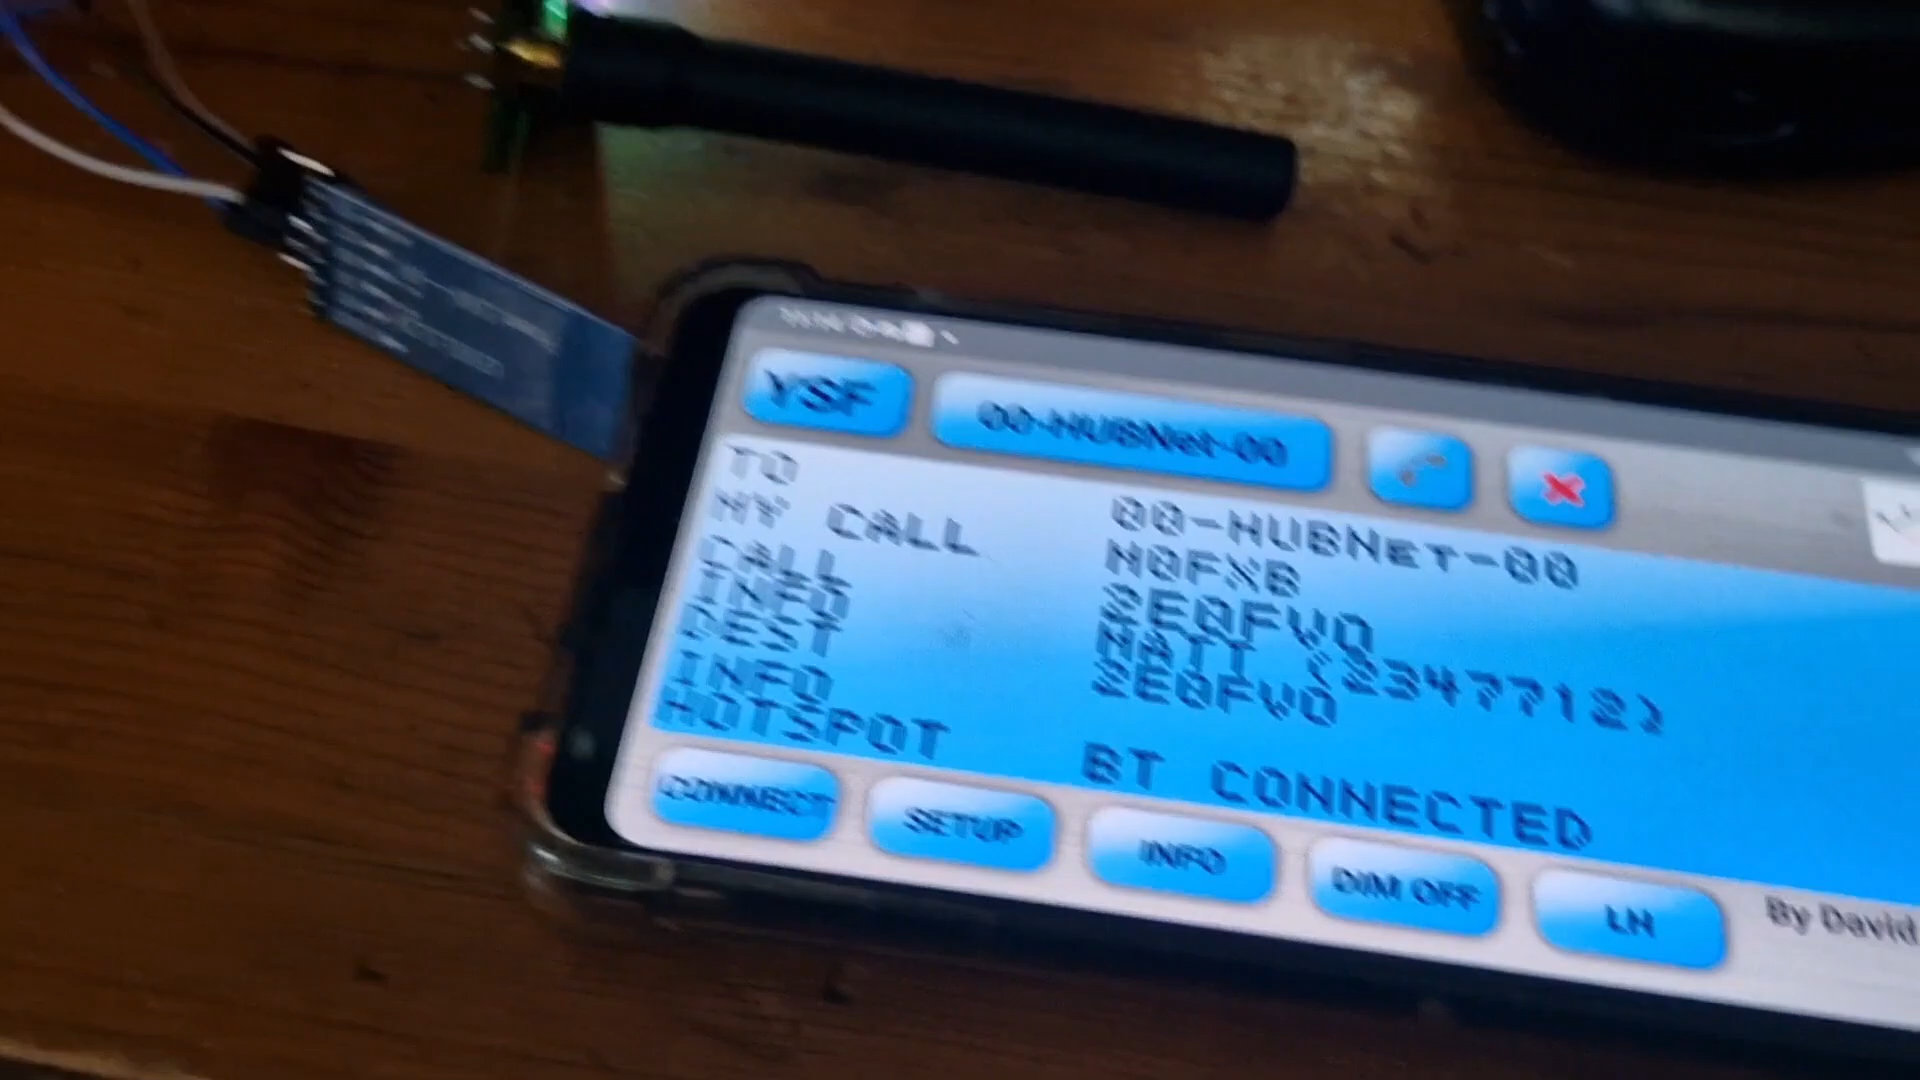 YSF 00-HUBNet-00
TO 00-HUBNet-00
MY CALL M0FXB
CALL 2E0FVO
INFO MATT (2347712)
DEST 2E0FVO
INFO
HOTSPOT BT CONNECTED
CONNECT SETUP INFO DIM OFF LH By David